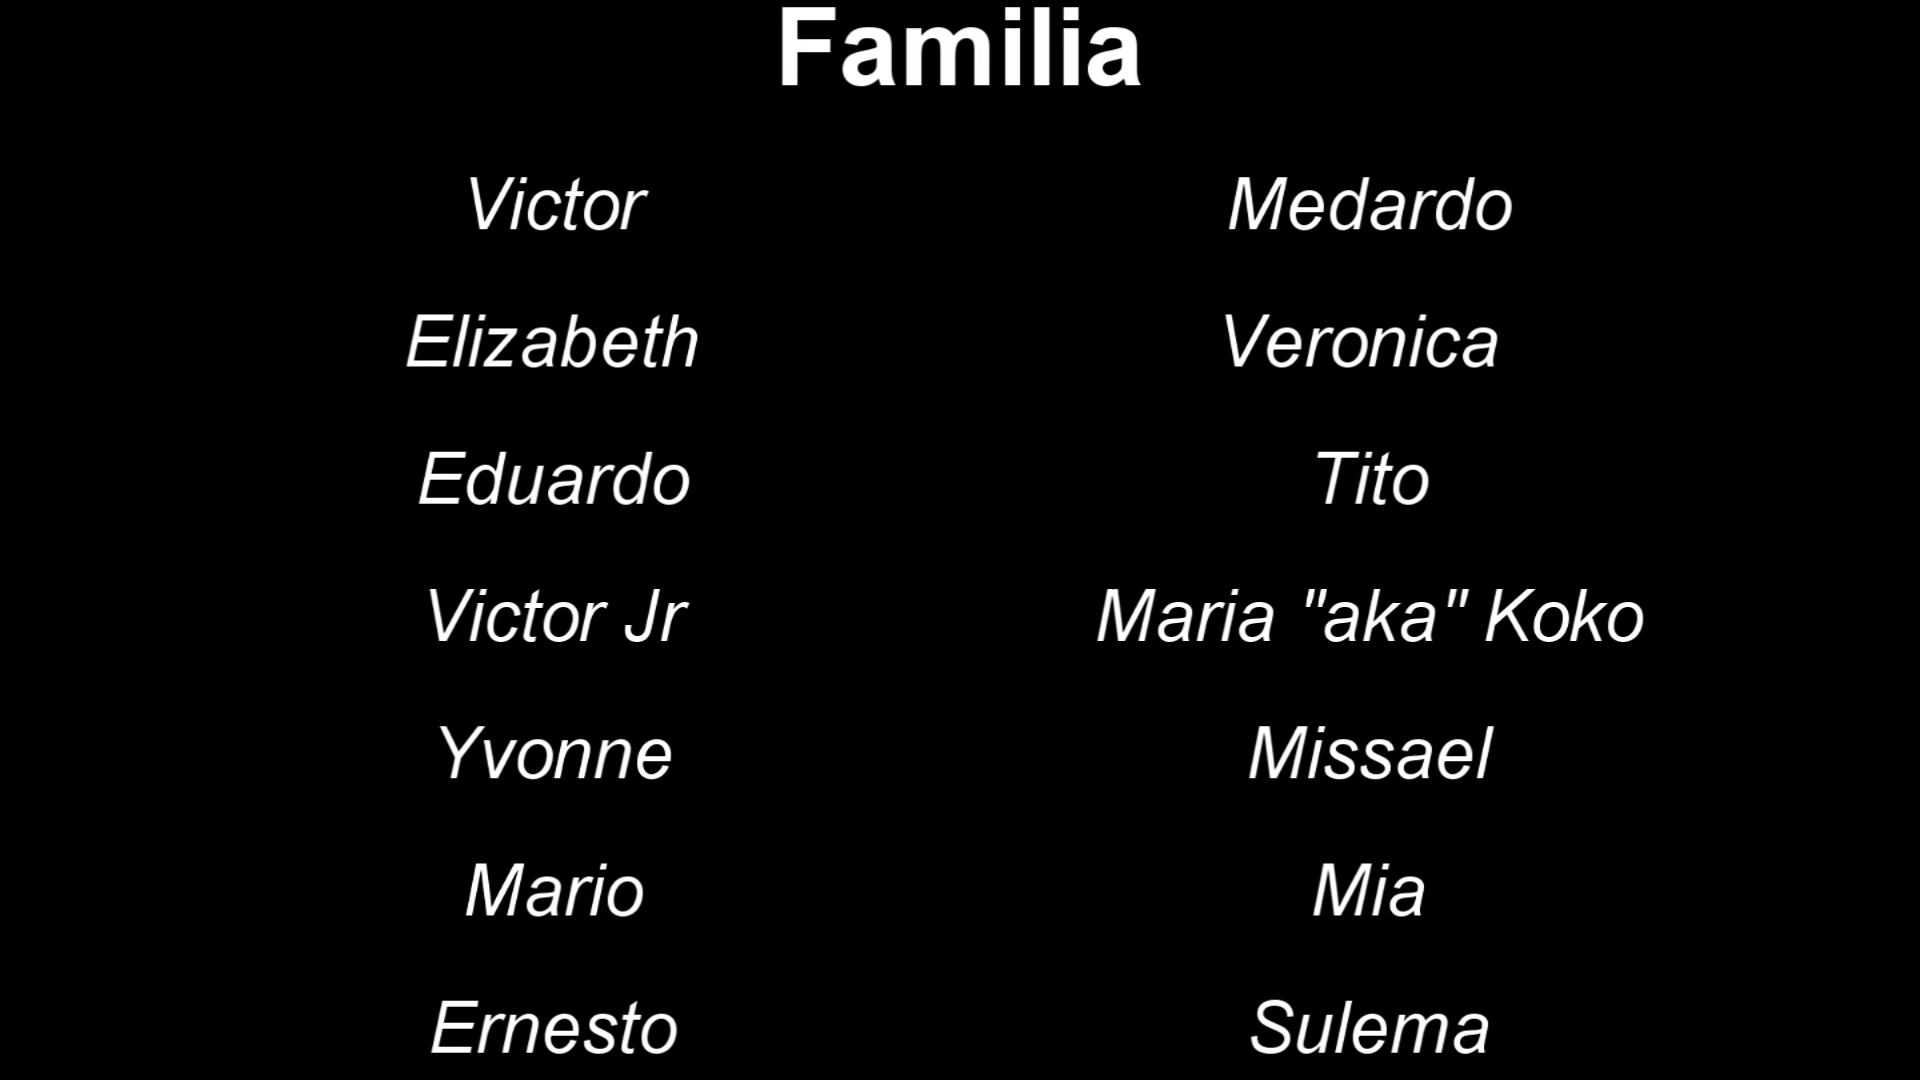 Familia
Victor Medardo
Elizabeth Veronica
Eduardo Tito
Victor Jr Maria "aka" Koko
Yvonne Missael
Mario Mia
Ernesto Sulema